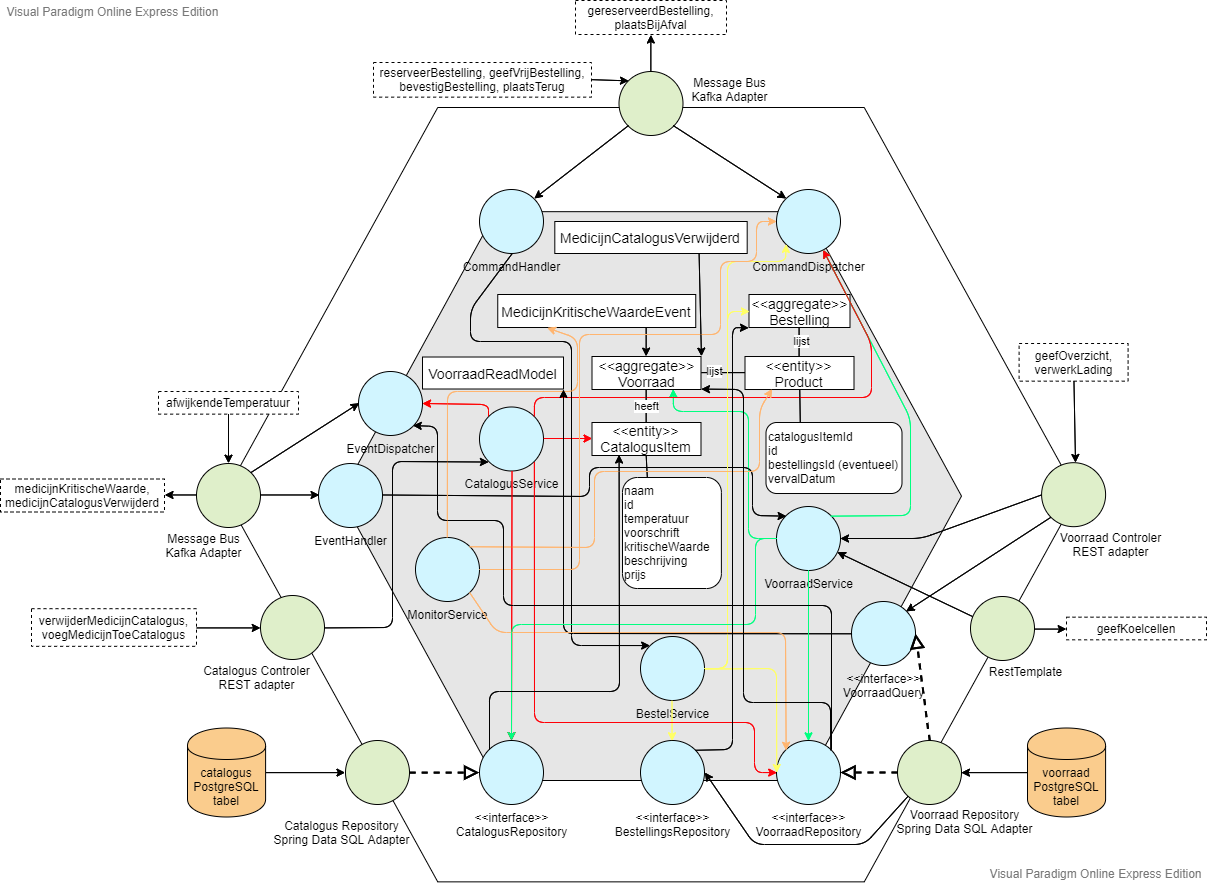 Visual Paradigm Online Express Edition
gereserveerdBestelling,
plaatsBijAfval
reserveerBestelling, geefVrijBestelling,
bevestigBestelling, plaatsTerug
Message Bus
Kafka Adapter
CommandHandler
MedicijnCatalogusVerwijderd
CommandDispatcher
MedicijnKritischeWaardeEvent
<<aggregate>>
Bestelling
lijst
VoorraadReadModel
<<aggregate>>
Voorraad
lijst
<<entity>>
Product
geefOverzicht,
verwerkLading
afwijkendeTemperatuur
heeft
EventDispatcher
<<entity>>
CatalogusItem
catalogusItemId
id
bestellingsId (eventueel)
vervalDatum
CatalogusService
medicijnKritischeWaarde,
medicijnCatalogusVerwijderd
naam
id
temperatuur
voorschrift
kritischeWaarde
beschrijving
prijs
Message Bus
Kafka Adapter
EventHandler
Voorraad Controler
REST adapter
VoorraadService
MonitorService
verwijderMedicijnCatalogus,
voegMedicijnToeCatalogus
geefKoelcellen
Catalogus Controler
REST adapter
RestTemplate
<<interface>>
VoorraadQuery
BestelService
catalogus
PostgreSQL
tabel
voorraad
PostgreSQL
tabel
Catalogus Repository
Spring Data SQL Adapter
<<interface>>
CatalogusRepository
<<interface>>
BestellingsRepository
<<interface>>
VoorraadRepository
Voorraad Repository
Spring Data SQL Adapter
Visual Paradigm Online Express Edition